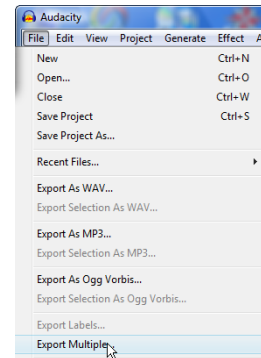 Audacity
File Edit View Project Generate Effect A
New Ctrl+N
Open... Ctrl+O
Close Ctrl+W
Save Project Ctrl+S
Save Project As...
Recent Files...
Export As WAV...
Export Selection As WAV...
Export As MP3...
Export Selection As MP3...
Export As Ogg Vorbis...
Export Selection As Ogg Vorbis...
Export Labels...
Export Multiple...